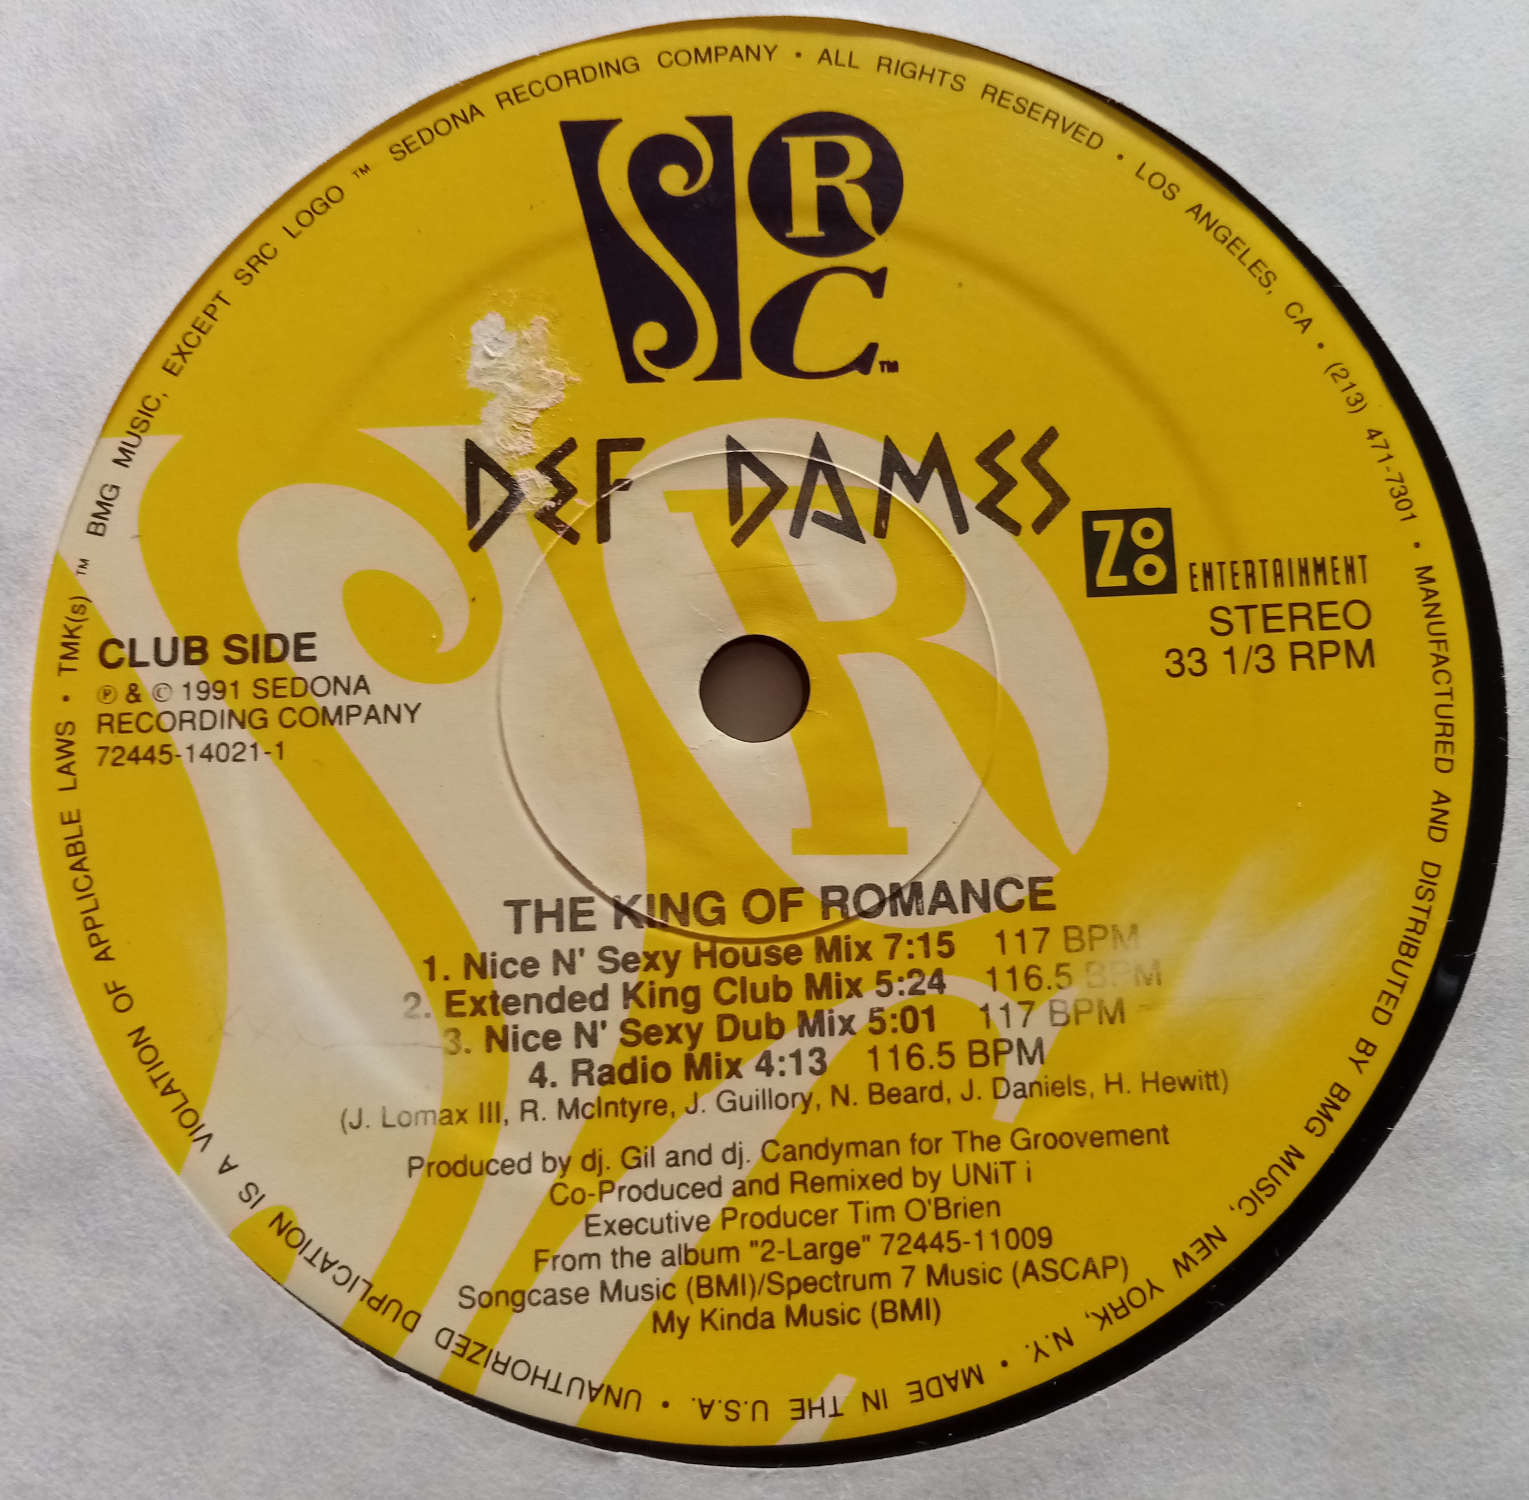 SRC™
DEF DAMES
ZOO ENTERTAINMENT
STEREO
33 1/3 RPM
CLUB SIDE
℗ & © 1991 SEDONA
RECORDING COMPANY
72445-14021-1
THE KING OF ROMANCE
1. Nice N' Sexy House Mix 7:15 117 BPM
2. Extended King Club Mix 5:24 116.5 BPM
3. Nice N' Sexy Dub Mix 5:01 117 BPM
4. Radio Mix 4:13 116.5 BPM
(J. Lomax III, R. McIntyre, J. Guillory, N. Beard, J. Daniels, H. Hewitt)
Produced by dj. Gil and dj. Candyman for The Groovement
Co-Produced and Remixed by UNiT i
Executive Producer Tim O'Brien
From the album "2-Large" 72445-11009
Songcase Music (BMI)/Spectrum 7 Music (ASCAP)
My Kinda Music (BMI)
UNAUTHORIZED DUPLICATION IS A VIOLATION OF APPLICABLE LAWS • TMK(s) ™ BMG MUSIC, EXCEPT SRC LOGO ™ SEDONA RECORDING COMPANY • ALL RIGHTS RESERVED • LOS ANGELES, CA • (213) 471-7301 • MANUFACTURED AND DISTRIBUTED BY BMG MUSIC, NEW YORK, N.Y. • MADE IN THE U.S.A. •